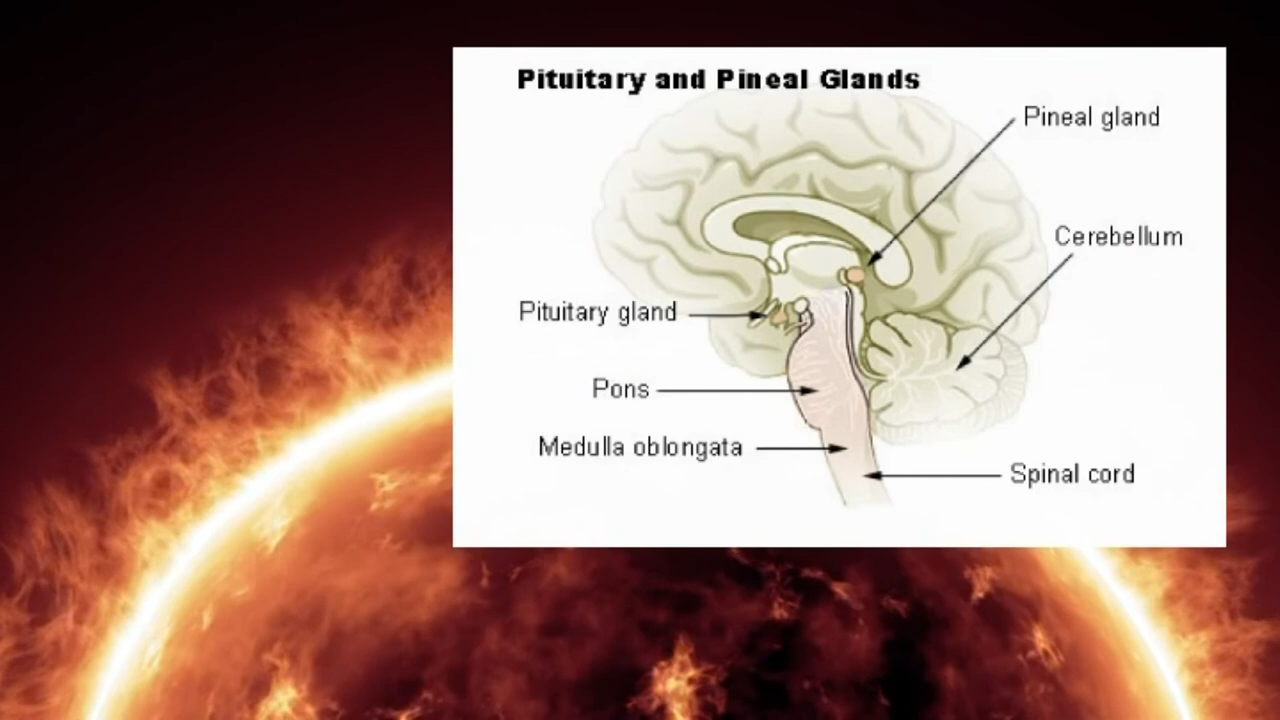 Pituitary and Pineal Glands
Pineal gland
Cerebellum
Pituitary gland
Pons
Medulla oblongata
Spinal cord